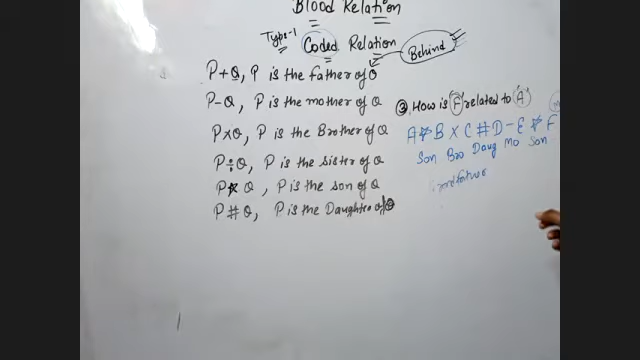 Blood Relation
Type-1 Coded Relation
Behind
P+Q, P is the Father of Q
P-Q, P is the mother of Q
P×Q, P is the Brother of Q
P÷Q, P is the sister of Q
P☆Q, P is the son of Q
P#Q, P is the Daughter of Q
③ How is F related to A
A☆B×C#D-E☆F
Son Bro Daug Mo Son